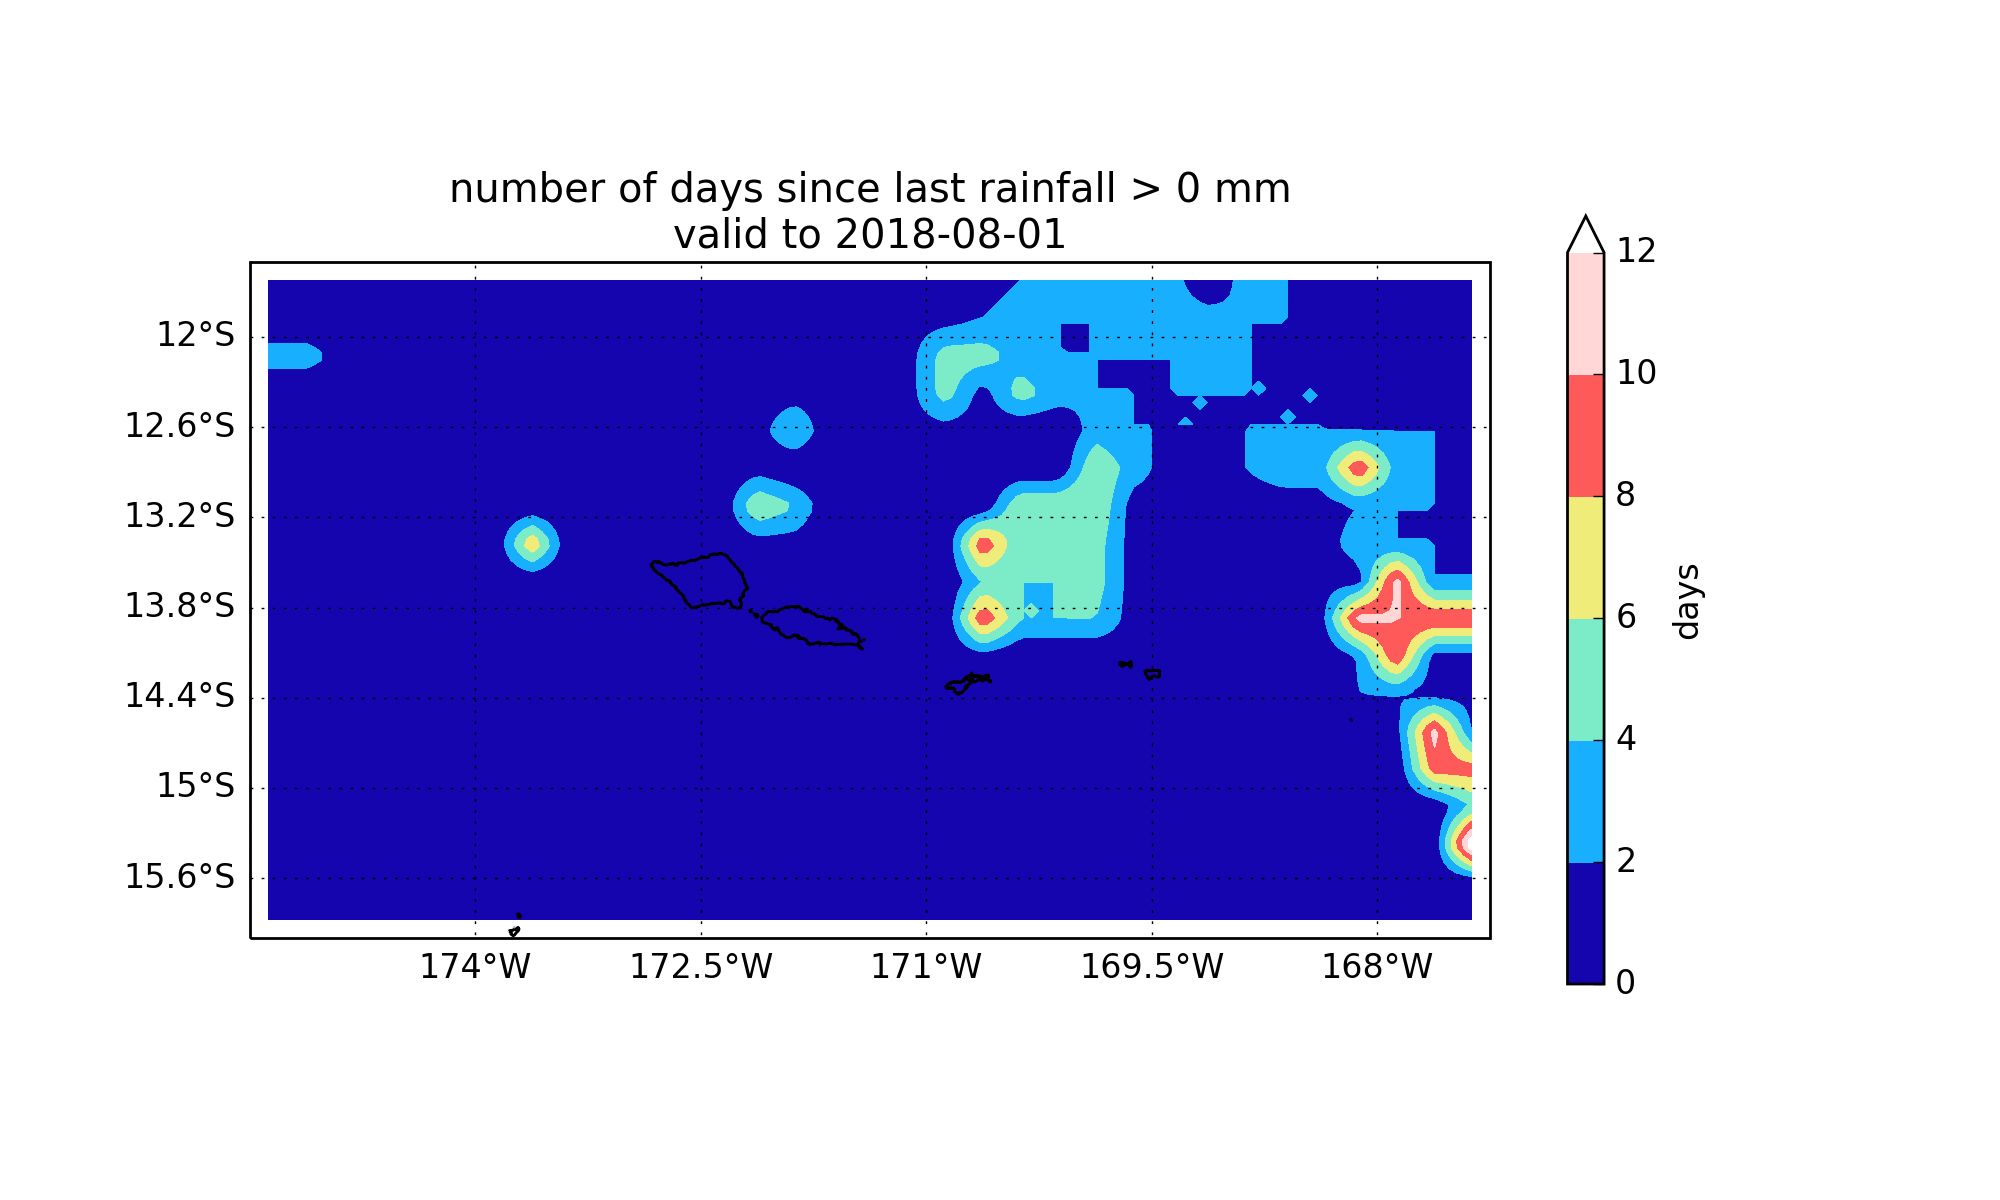 number of days since last rainfall > 0 mm
valid to 2018-08-01
12°S
12.6°S
13.2°S
13.8°S
14.4°S
15°S
15.6°S
174°W 172.5°W 171°W 169.5°W 168°W
12
10
8
6
4
2
0
days